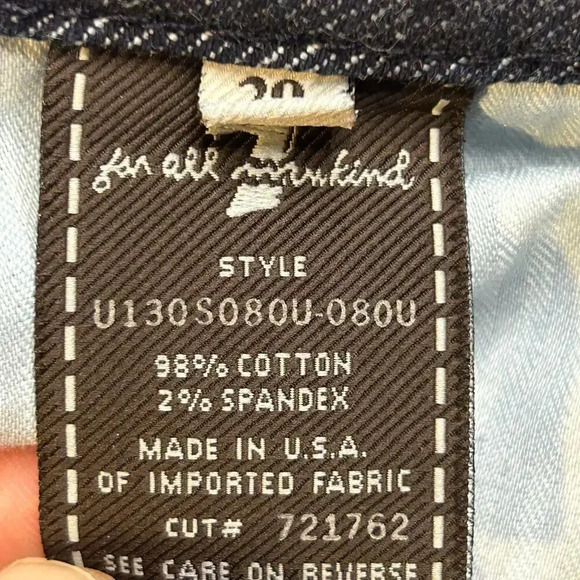 7
for all mankind
STYLE
U130S080U-080U
98% COTTON
2% SPANDEX
MADE IN U.S.A.
OF IMPORTED FABRIC
CUT# 721762
SEE CARE ON REVERSE